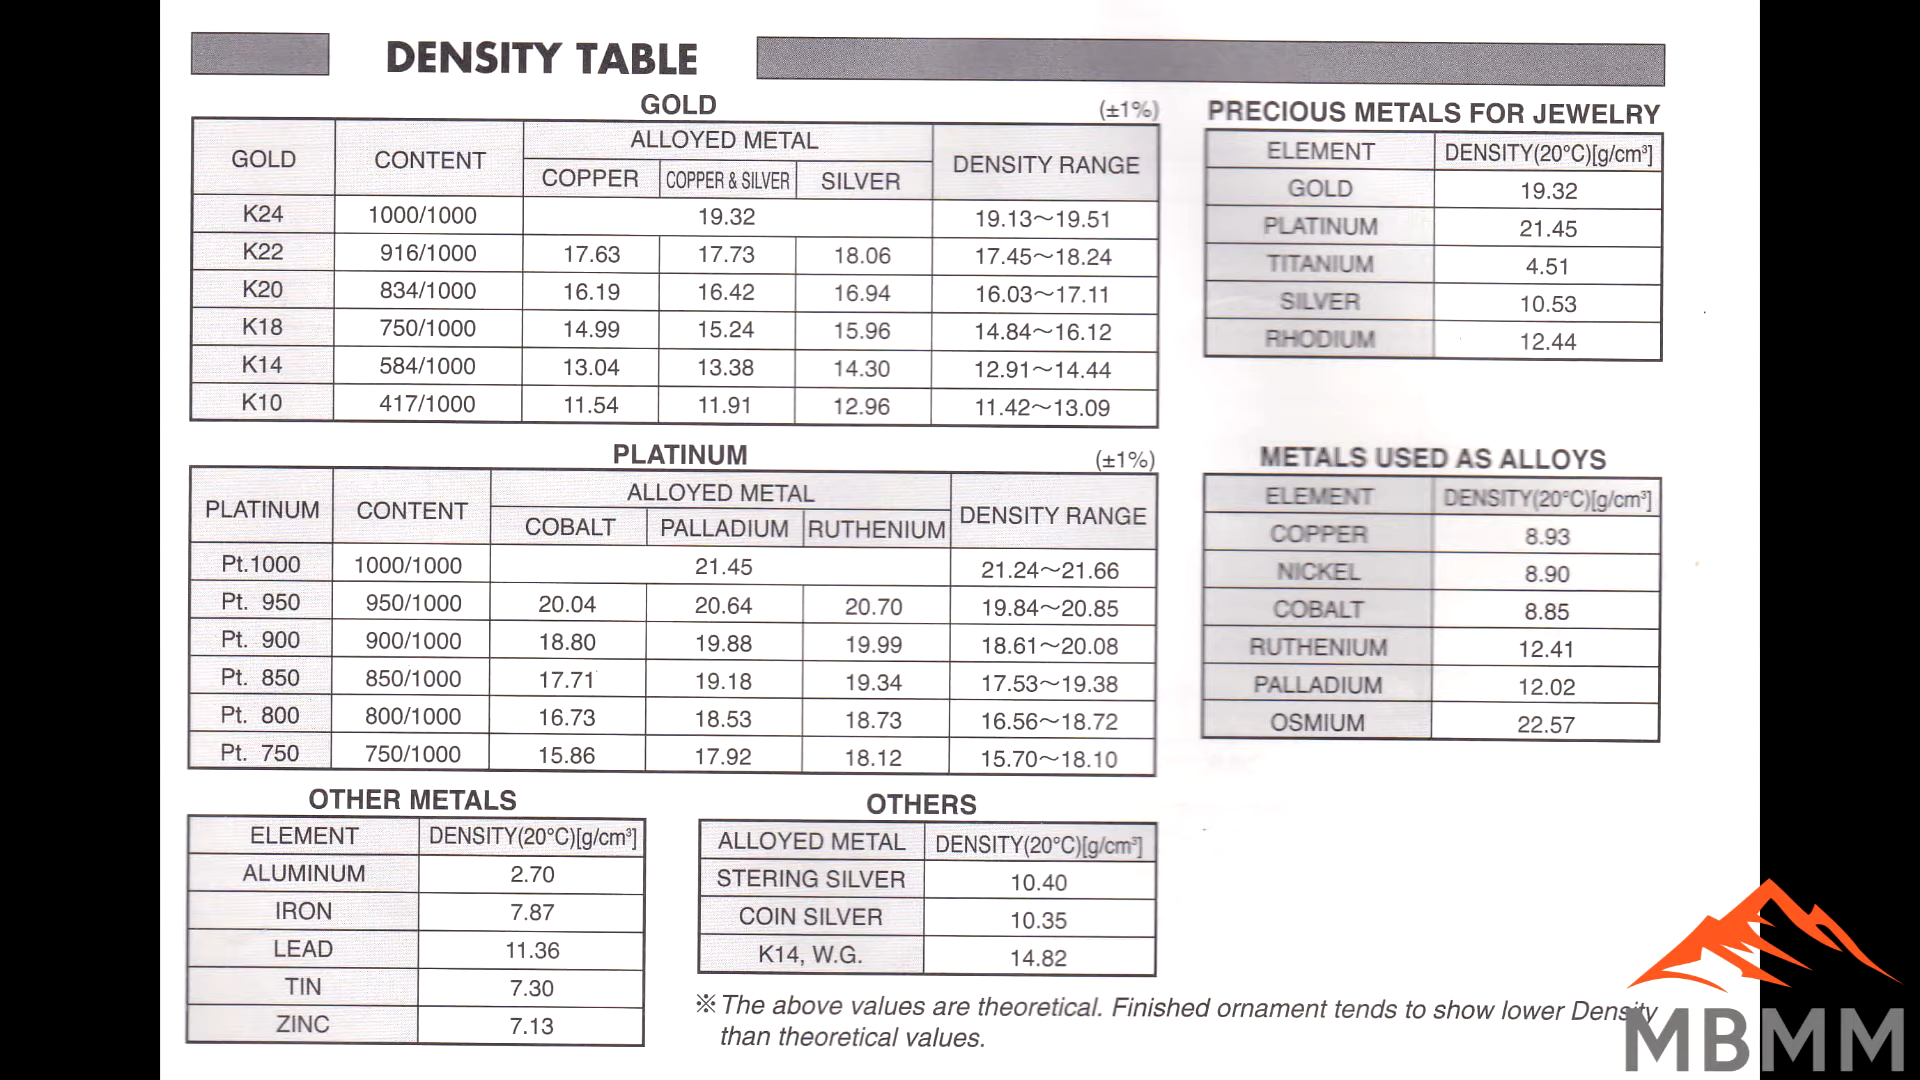 DENSITY TABLE
GOLD (±1%)
GOLD CONTENT ALLOYED METAL DENSITY RANGE
COPPER COPPER & SILVER SILVER
K24 1000/1000 19.32 19.13～19.51
K22 916/1000 17.63 17.73 18.06 17.45～18.24
K20 834/1000 16.19 16.42 16.94 16.03～17.11
K18 750/1000 14.99 15.24 15.96 14.84～16.12
K14 584/1000 13.04 13.38 14.30 12.91～14.44
K10 417/1000 11.54 11.91 12.96 11.42～13.09
PRECIOUS METALS FOR JEWELRY
ELEMENT DENSITY(20°C)[g/cm³]
GOLD 19.32
PLATINUM 21.45
TITANIUM 4.51
SILVER 10.53
RHODIUM 12.44
PLATINUM (±1%)
PLATINUM CONTENT ALLOYED METAL DENSITY RANGE
COBALT PALLADIUM RUTHENIUM
Pt.1000 1000/1000 21.45 21.24～21.66
Pt. 950 950/1000 20.04 20.64 20.70 19.84～20.85
Pt. 900 900/1000 18.80 19.88 19.99 18.61～20.08
Pt. 850 850/1000 17.71 19.18 19.34 17.53～19.38
Pt. 800 800/1000 16.73 18.53 18.73 16.56～18.72
Pt. 750 750/1000 15.86 17.92 18.12 15.70～18.10
METALS USED AS ALLOYS
ELEMENT DENSITY(20°C)[g/cm³]
COPPER 8.93
NICKEL 8.90
COBALT 8.85
RUTHENIUM 12.41
PALLADIUM 12.02
OSMIUM 22.57
OTHER METALS
ELEMENT DENSITY(20°C)[g/cm³]
ALUMINUM 2.70
IRON 7.87
LEAD 11.36
TIN 7.30
ZINC 7.13
OTHERS
ALLOYED METAL DENSITY(20°C)[g/cm³]
STERING SILVER 10.40
COIN SILVER 10.35
K14, W.G. 14.82
※ The above values are theoretical. Finished ornament tends to show lower Density
than theoretical values.
MBMM